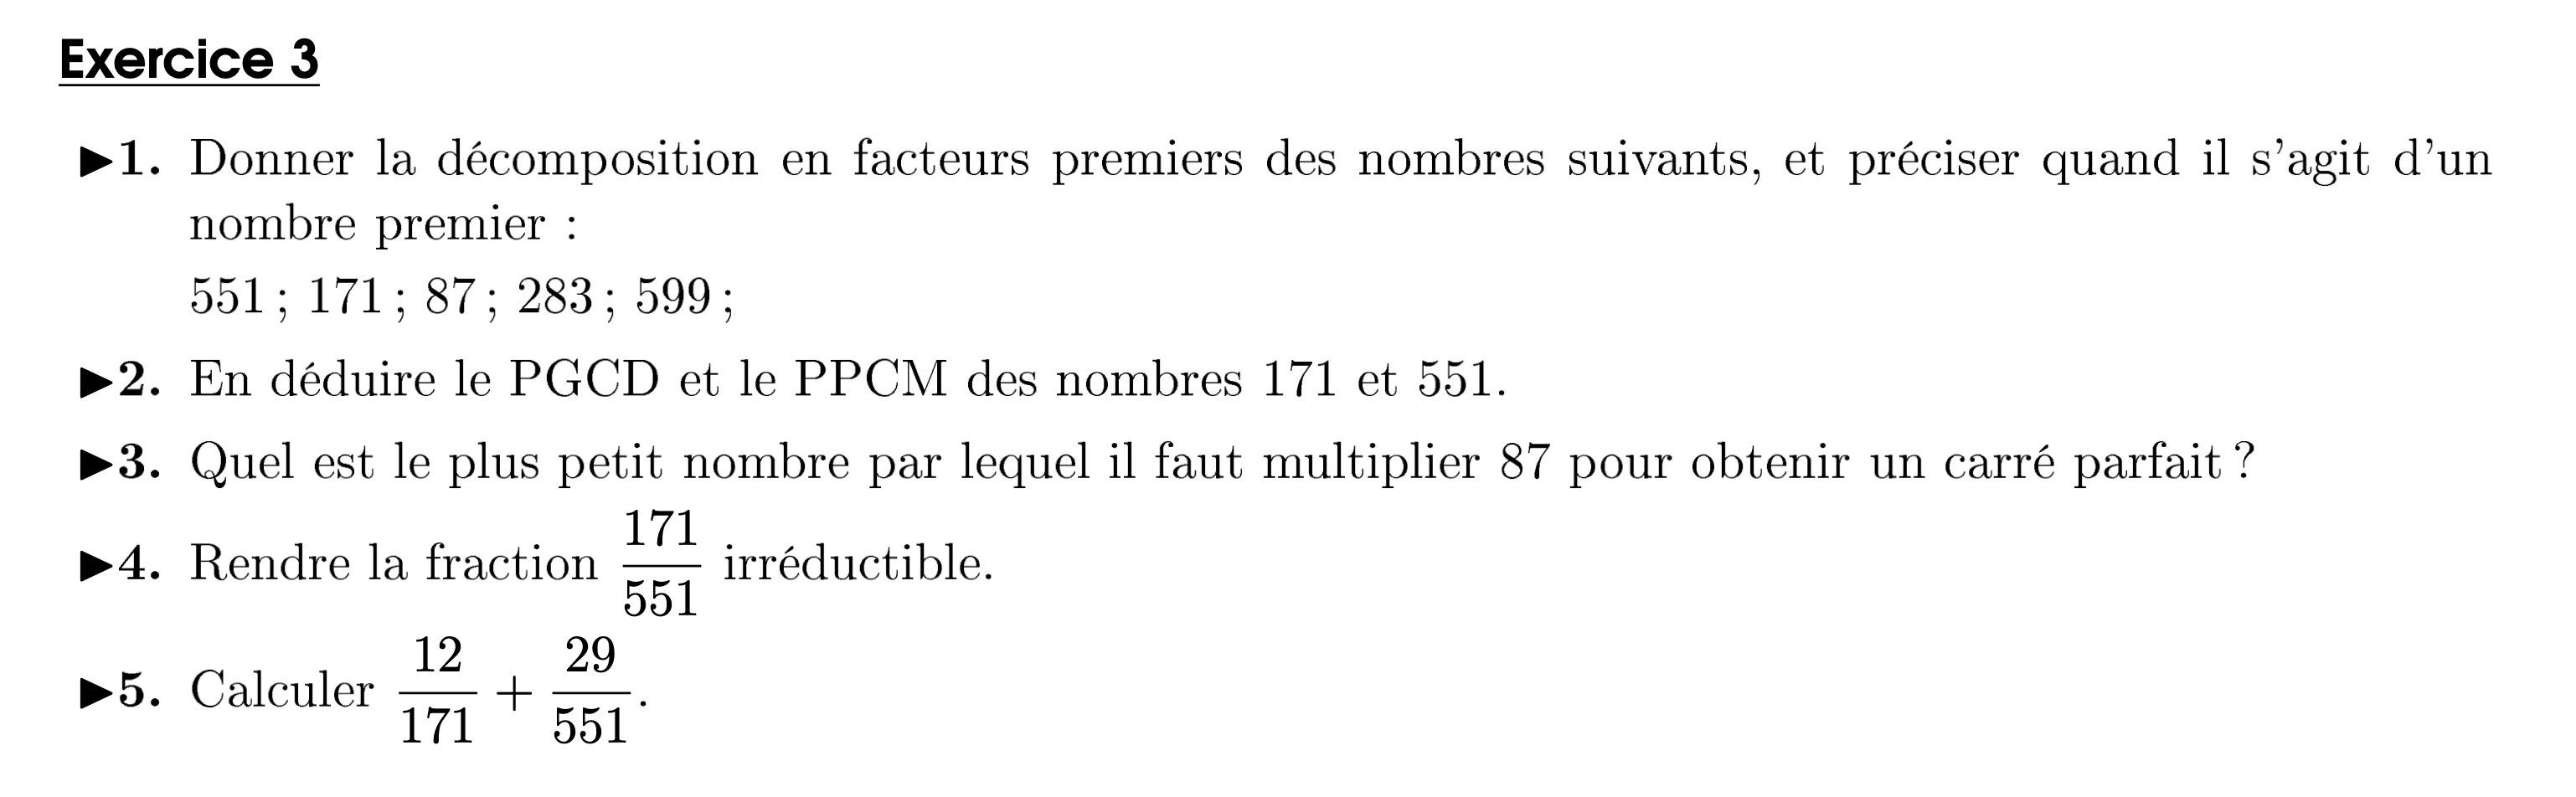 Exercice 3
▶1. Donner la décomposition en facteurs premiers des nombres suivants, et préciser quand il s'agit d'un
nombre premier :
551 ; 171 ; 87 ; 283 ; 599 ;
▶2. En déduire le PGCD et le PPCM des nombres 171 et 551.
▶3. Quel est le plus petit nombre par lequel il faut multiplier 87 pour obtenir un carré parfait ?
▶4. Rendre la fraction 171/551 irréductible.
▶5. Calculer 12/171 + 29/551.